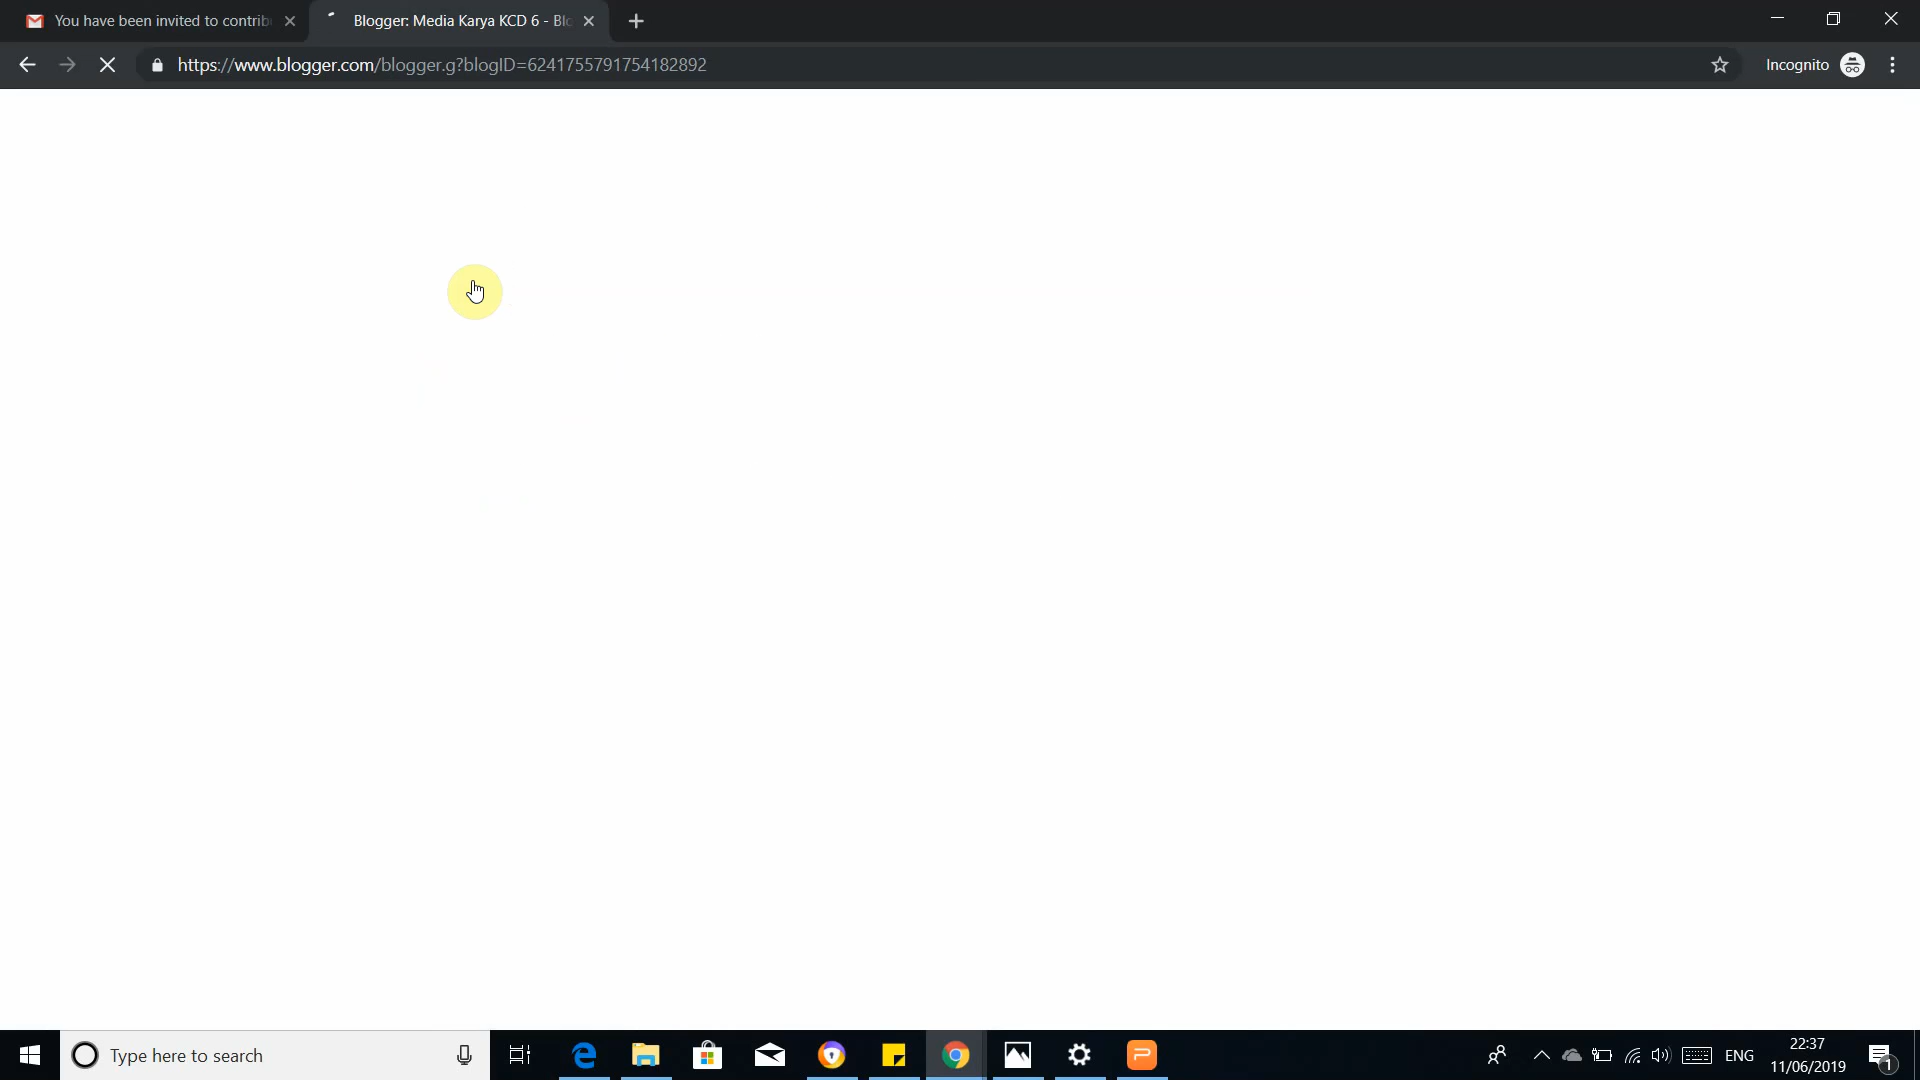 You have been invited to contrib
Blogger: Media Karya KCD 6 - Blo
https://www.blogger.com/blogger.g?blogID=6241755791754182892
Incognito
Type here to search
ENG
22:37
11/06/2019
1